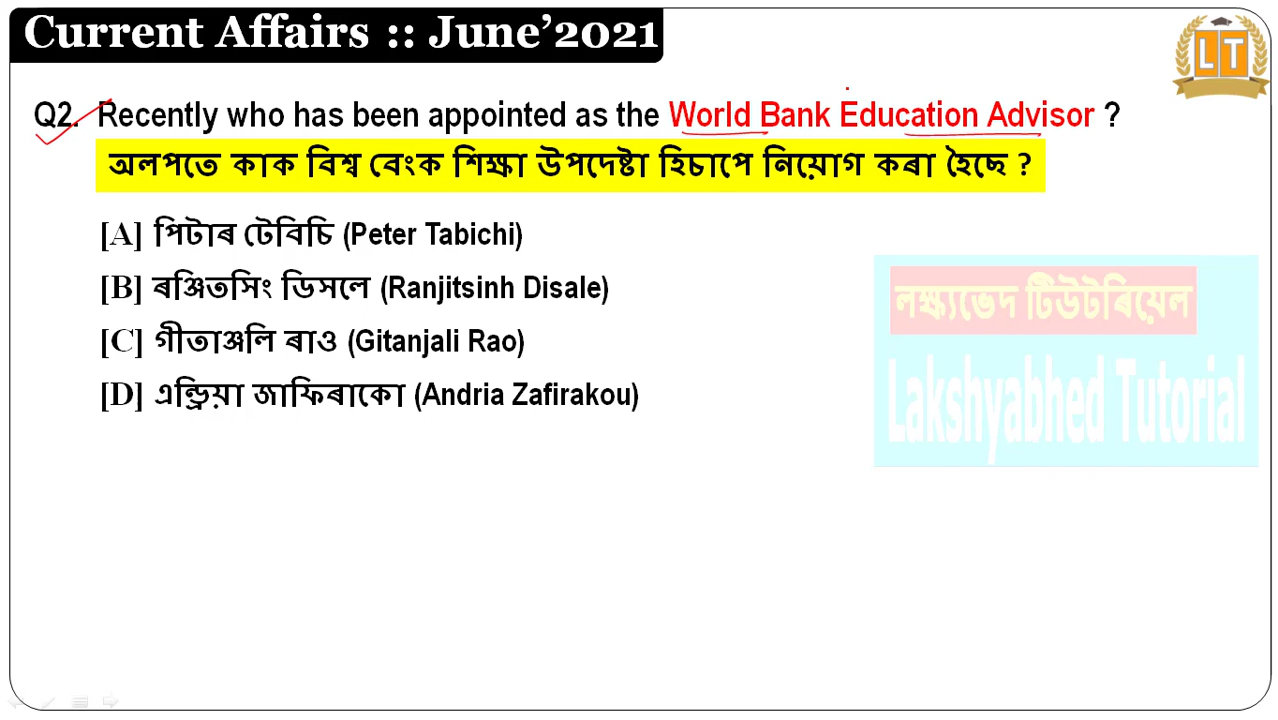 Current Affairs :: June’2021
LT
Q2. Recently who has been appointed as the World Bank Education Advisor ?
অলপতে কাক বিশ্ব বেংক শিক্ষা উপদেষ্টা হিচাপে নিয়োগ কৰা হৈছে ?
[A] পিটাৰ টেবিচি (Peter Tabichi)
[B] ৰঞ্জিতসিং ডিসলে (Ranjitsinh Disale)
[C] গীতাঞ্জলি ৰাও (Gitanjali Rao)
[D] এন্ড্ৰিয়া জাফিৰাকো (Andria Zafirakou)
লক্ষ্যভেদ টিউটৰিয়েল
Lakshyabhed Tutorial